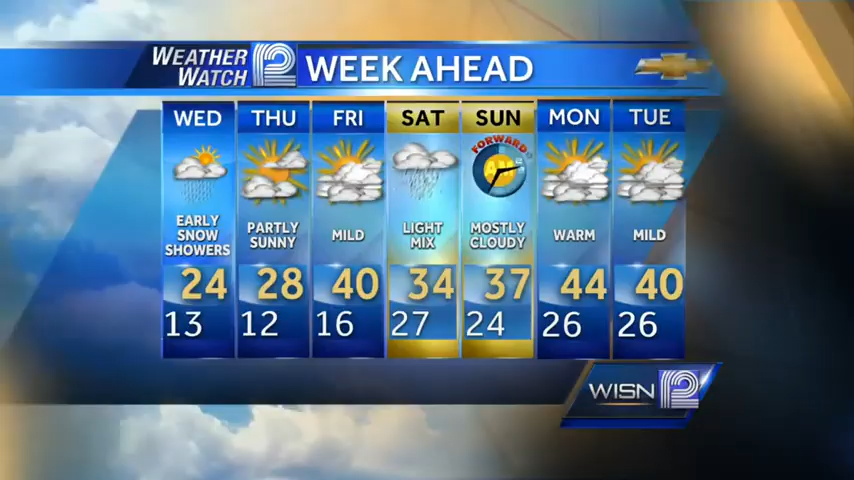 WEATHER
WATCH 12
WEEK AHEAD
WED THU FRI SAT SUN MON TUE
FORWARD
EARLY
SNOW
SHOWERS
PARTLY
SUNNY
MILD
LIGHT
MIX
MOSTLY
CLOUDY
WARM
MILD
24 28 40 34 37 44 40
13 12 16 27 24 26 26
WISN 12